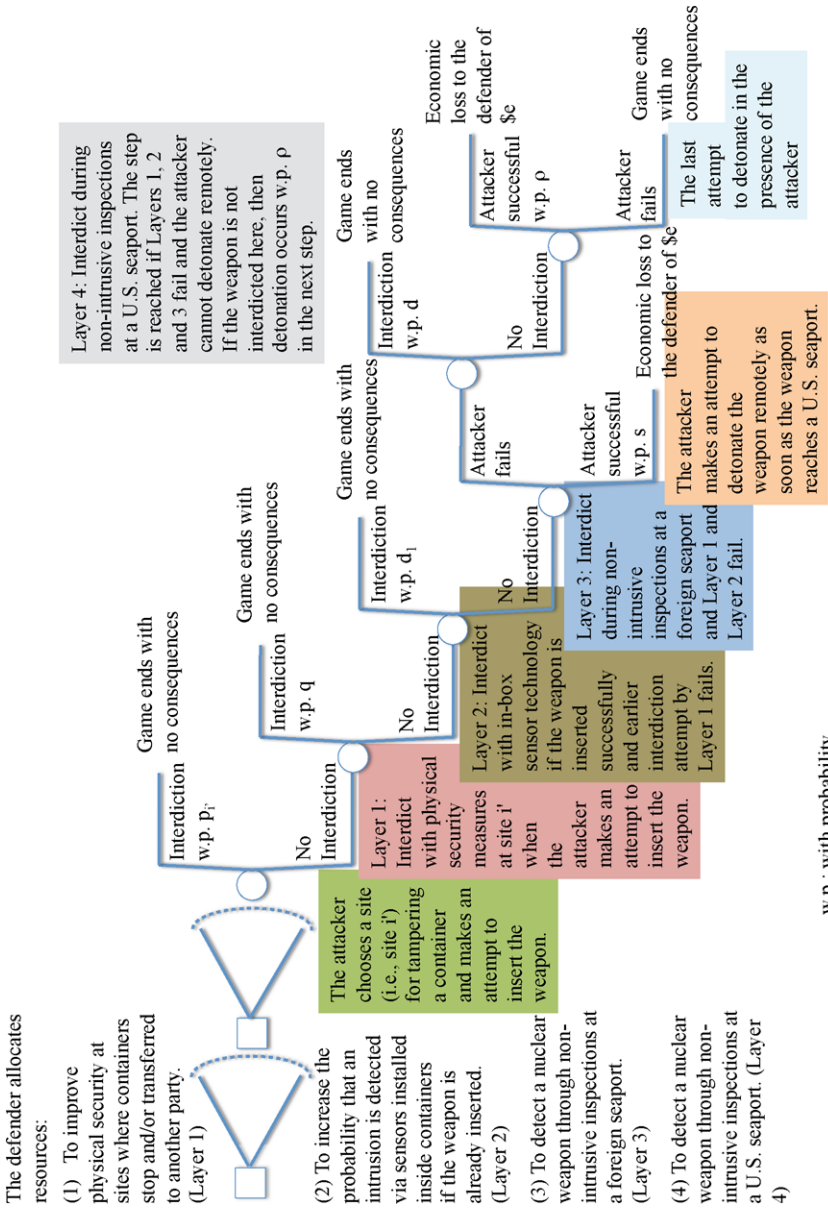 The defender allocates
resources:
(1) To improve
physical security at
sites where containers
stop and/or transferred
to another party.
(Layer 1)
(2) To increase the
probability that an
intrusion is detected
via sensors installed
inside containers
if the weapon is
already inserted.
(Layer 2)
(3) To detect a nuclear
weapon through non-
intrusive inspections at
a foreign seaport.
(Layer 3)
(4) To detect a nuclear
weapon through non-
intrusive inspections at
a U.S. seaport. (Layer
4)
The attacker
chooses a site
(i.e., site i')
for tampering
a container
and makes an
attempt to
insert the
weapon.
Interdiction
w.p. pi'
Game ends with
no consequences
No
Interdiction
Layer 1:
Interdict
with physical
security
measures
at site i'
when
the
attacker
makes an
attempt to
insert the
weapon.
Interdiction
w.p. q
Game ends with
no consequences
No
Interdiction
Layer 2: Interdict
with in-box
sensor technology
if the weapon is
inserted
successfully
and earlier
interdiction
attempt by
Layer 1 fails.
Interdiction
w.p. d1
Game ends with
no consequences
No
Interdiction
Layer 3: Interdict
during non-
intrusive
inspections at a
foreign seaport
and Layer 1 and
Layer 2 fail.
Attacker
fails
Attacker
successful
w.p. s
Economic loss to
the defender of $e
The attacker
makes an attempt to
detonate the
weapon remotely as
soon as the weapon
reaches a U.S. seaport.
Layer 4: Interdict during
non-intrusive inspections
at a U.S. seaport. The step
is reached if Layers 1, 2
and 3 fail and the attacker
cannot detonate remotely.
If the weapon is not
interdicted here, then
detonation occurs w.p. ρ
in the next step.
Interdiction
w.p. d
Game ends
with no
consequences
No
Interdiction
Attacker
successful
w.p. ρ
Economic
loss to the
defender of
$e
Attacker
fails
Game ends
with no
consequences
The last
attempt
to detonate in the
presence of the
attacker
w.p.: with probability